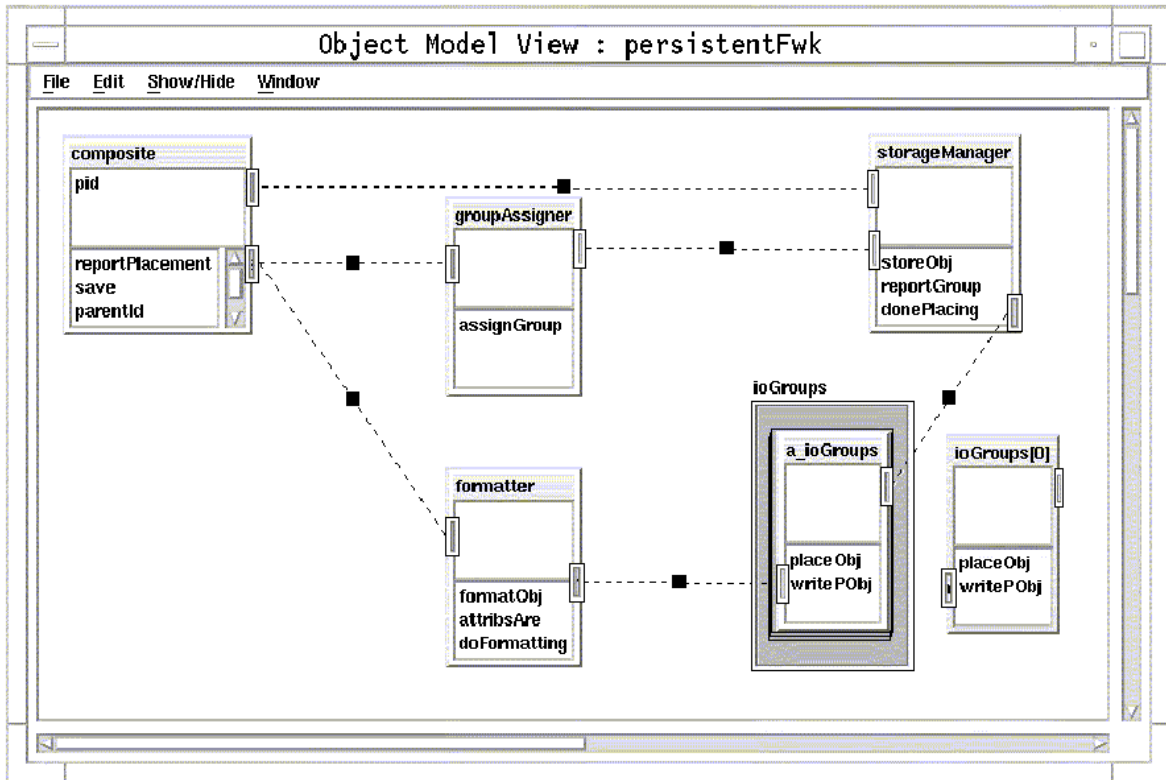 Object Model View : persistentFwk
File Edit Show/Hide Window
composite
pid
reportPlacement
save
parentId
groupAssigner
assignGroup
storageManager
storeObj
reportGroup
donePlacing
formatter
formatObj
attribsAre
doFormatting
ioGroups
a_ioGroups
placeObj
writePObj
ioGroups[0]
placeObj
writePObj